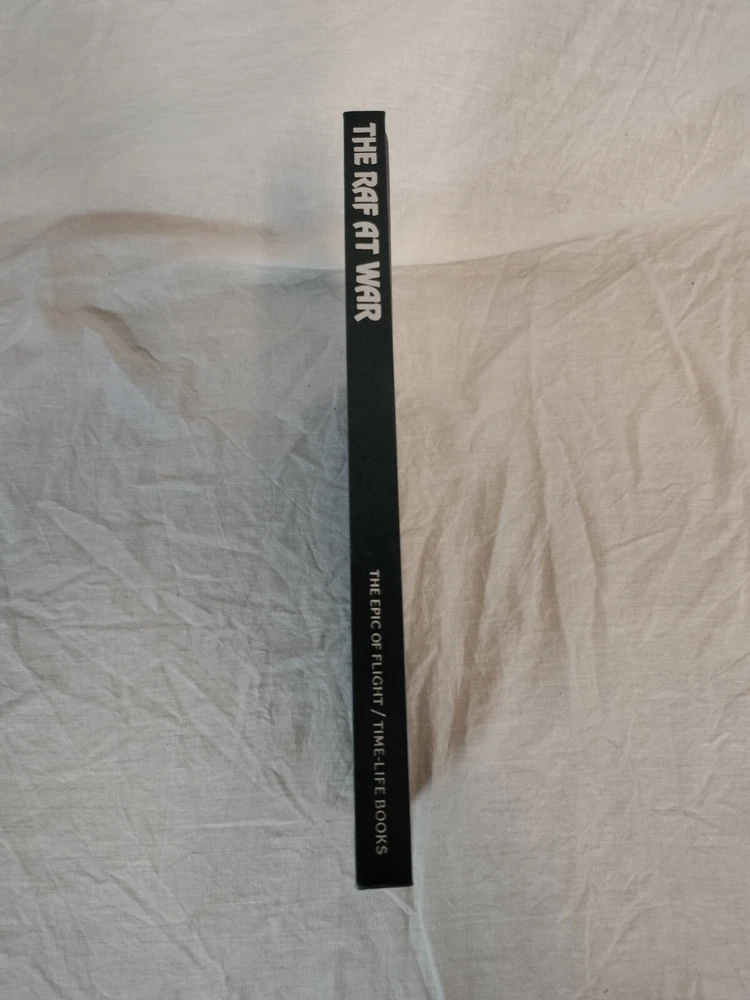 THE RAF AT WAR
THE EPIC OF FLIGHT / TIME-LIFE BOOKS